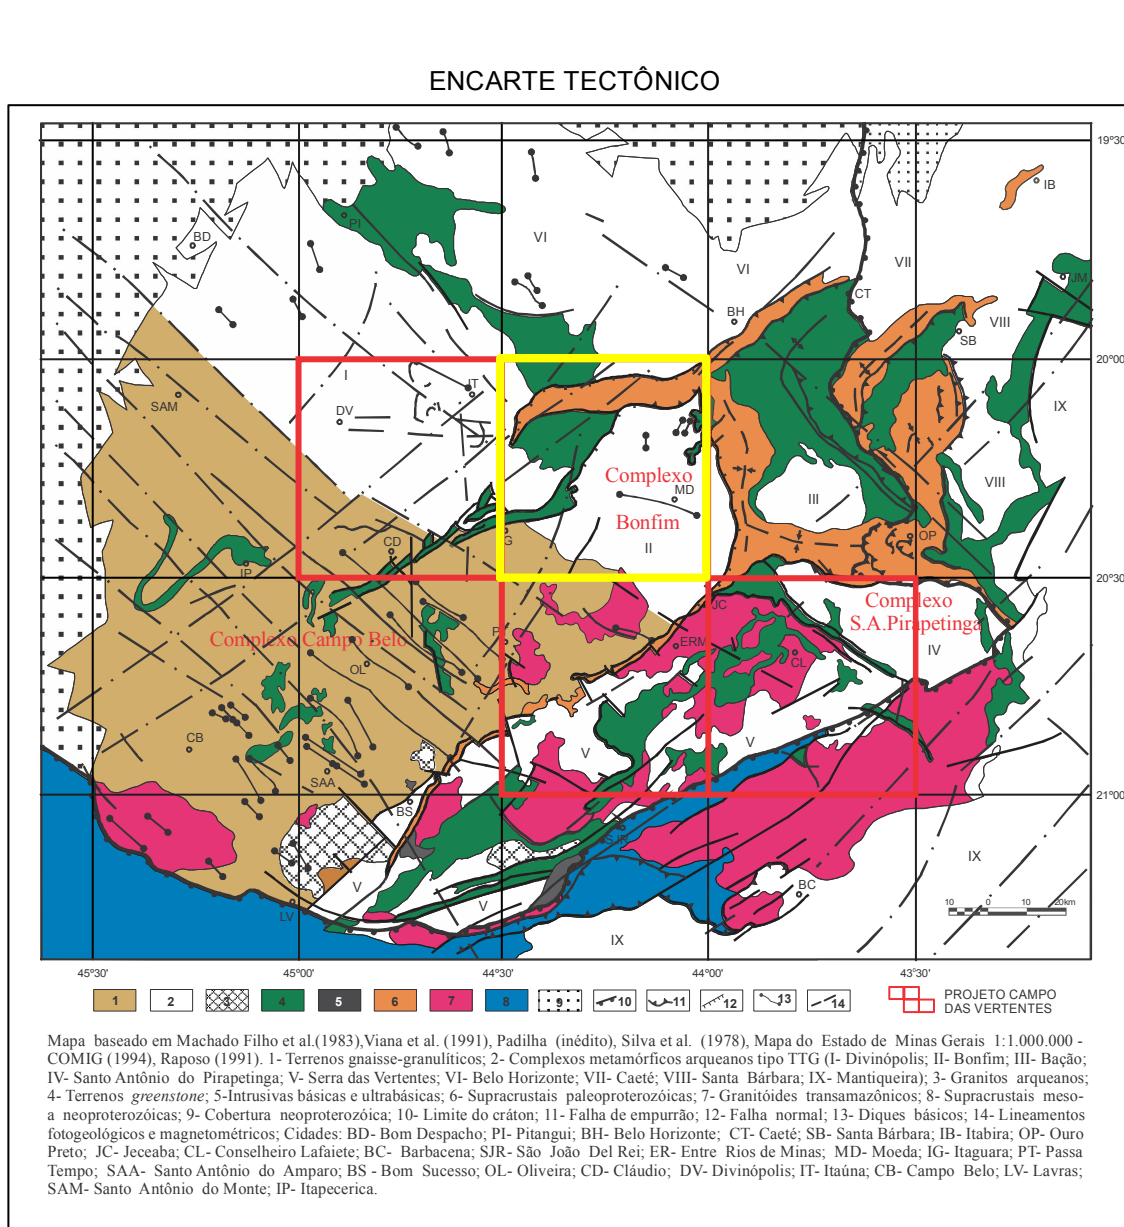 ENCARTE TECTÔNICO
19°30
IB
BD
PI
VI
VI
VII
JM
CT
BH
VIII
SB
20°00
I
IT
SAM
DV
IX
Complexo
MD
Bonfim
III
VIII
II
CD
G
OP
IP
20°30
JC
Complexo
S.A.Pirapetinga
Complexo Campo Belo
P
ERM
IV
OL
CL
CB
V
V
SAA
21°00
BS
SJR
IX
V
V
BC
LV
IX
10 0 10 20km
45°30' 45°00' 44°30' 44°00' 43°30'
1 2 3 4 5 6 7 8 9 10 11 12 13 14 PROJETO CAMPO
DAS VERTENTES
Mapa baseado em Machado Filho et al.(1983),Viana et al. (1991), Padilha (inédito), Silva et al. (1978), Mapa do Estado de Minas Gerais 1:1.000.000 -
COMIG (1994), Raposo (1991). 1- Terrenos gnaisse-granulíticos; 2- Complexos metamórficos arqueanos tipo TTG (I- Divinópolis; II- Bonfim; III- Bação;
IV- Santo Antônio do Pirapetinga; V- Serra das Vertentes; VI- Belo Horizonte; VII- Caeté; VIII- Santa Bárbara; IX- Mantiqueira); 3- Granitos arqueanos;
4- Terrenos greenstone; 5-Intrusivas básicas e ultrabásicas; 6- Supracrustais paleoproterozóicas; 7- Granitóides transamazônicos; 8- Supracrustais meso-
a neoproterozóicas; 9- Cobertura neoproterozóica; 10- Limite do cráton; 11- Falha de empurrão; 12- Falha normal; 13- Diques básicos; 14- Lineamentos
fotogeológicos e magnetométricos; Cidades: BD- Bom Despacho; PI- Pitangui; BH- Belo Horizonte; CT- Caeté; SB- Santa Bárbara; IB- Itabira; OP- Ouro
Preto; JC- Jeceaba; CL- Conselheiro Lafaiete; BC- Barbacena; SJR- São João Del Rei; ER- Entre Rios de Minas; MD- Moeda; IG- Itaguara; PT- Passa
Tempo; SAA- Santo Antônio do Amparo; BS - Bom Sucesso; OL- Oliveira; CD- Cláudio; DV- Divinópolis; IT- Itaúna; CB- Campo Belo; LV- Lavras;
SAM- Santo Antônio do Monte; IP- Itapecerica.